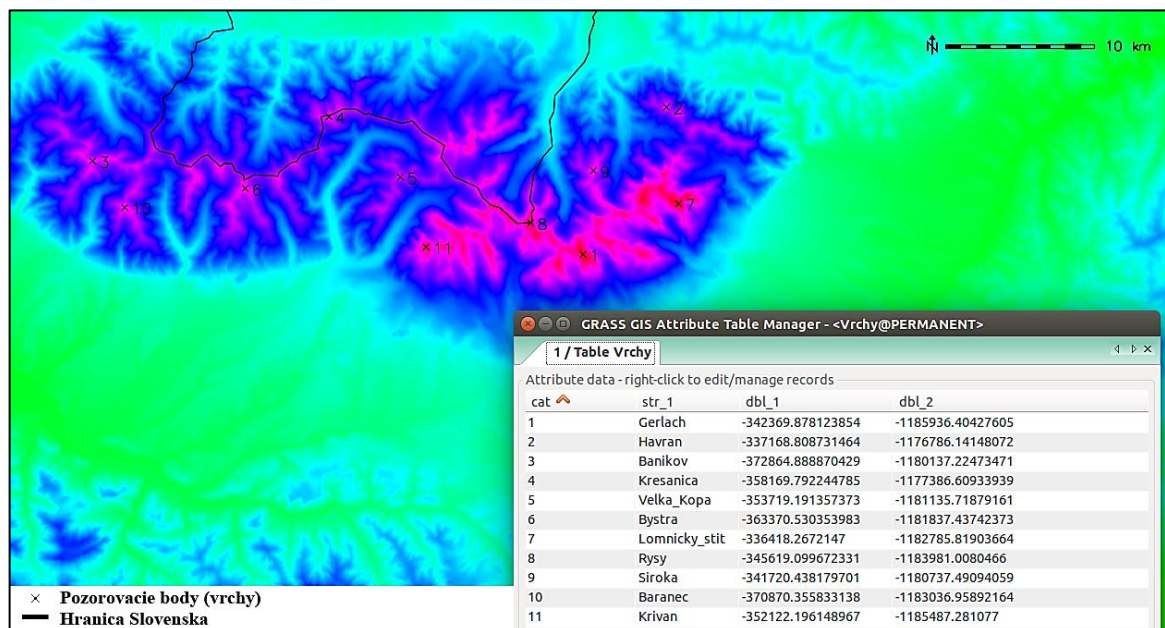 N 10 km
2
4
3
9
5
6
10
7
8
11
1
GRASS GIS Attribute Table Manager - <Vrchy@PERMANENT>
1 / Table Vrchy
Attribute data - right-click to edit/manage records
cat str_1 dbl_1 dbl_2
1 Gerlach -342369.878123854 -1185936.40427605
2 Havran -337168.808731464 -1176786.14148072
3 Banikov -372864.888870429 -1180137.22473471
4 Kresanica -358169.792244785 -1177386.60933939
5 Velka_Kopa -353719.191357373 -1181135.71879161
6 Bystra -363370.530353983 -1181837.43742373
7 Lomnicky_stit -336418.2672147 -1182785.81903664
8 Rysy -345619.099672331 -1183981.0080466
9 Siroka -341720.438179701 -1180737.49094059
10 Baranec -370870.355833138 -1183036.95892164
11 Krivan -352122.196148967 -1185487.281077
Pozorovacie body (vrchy)
Hranica Slovenska